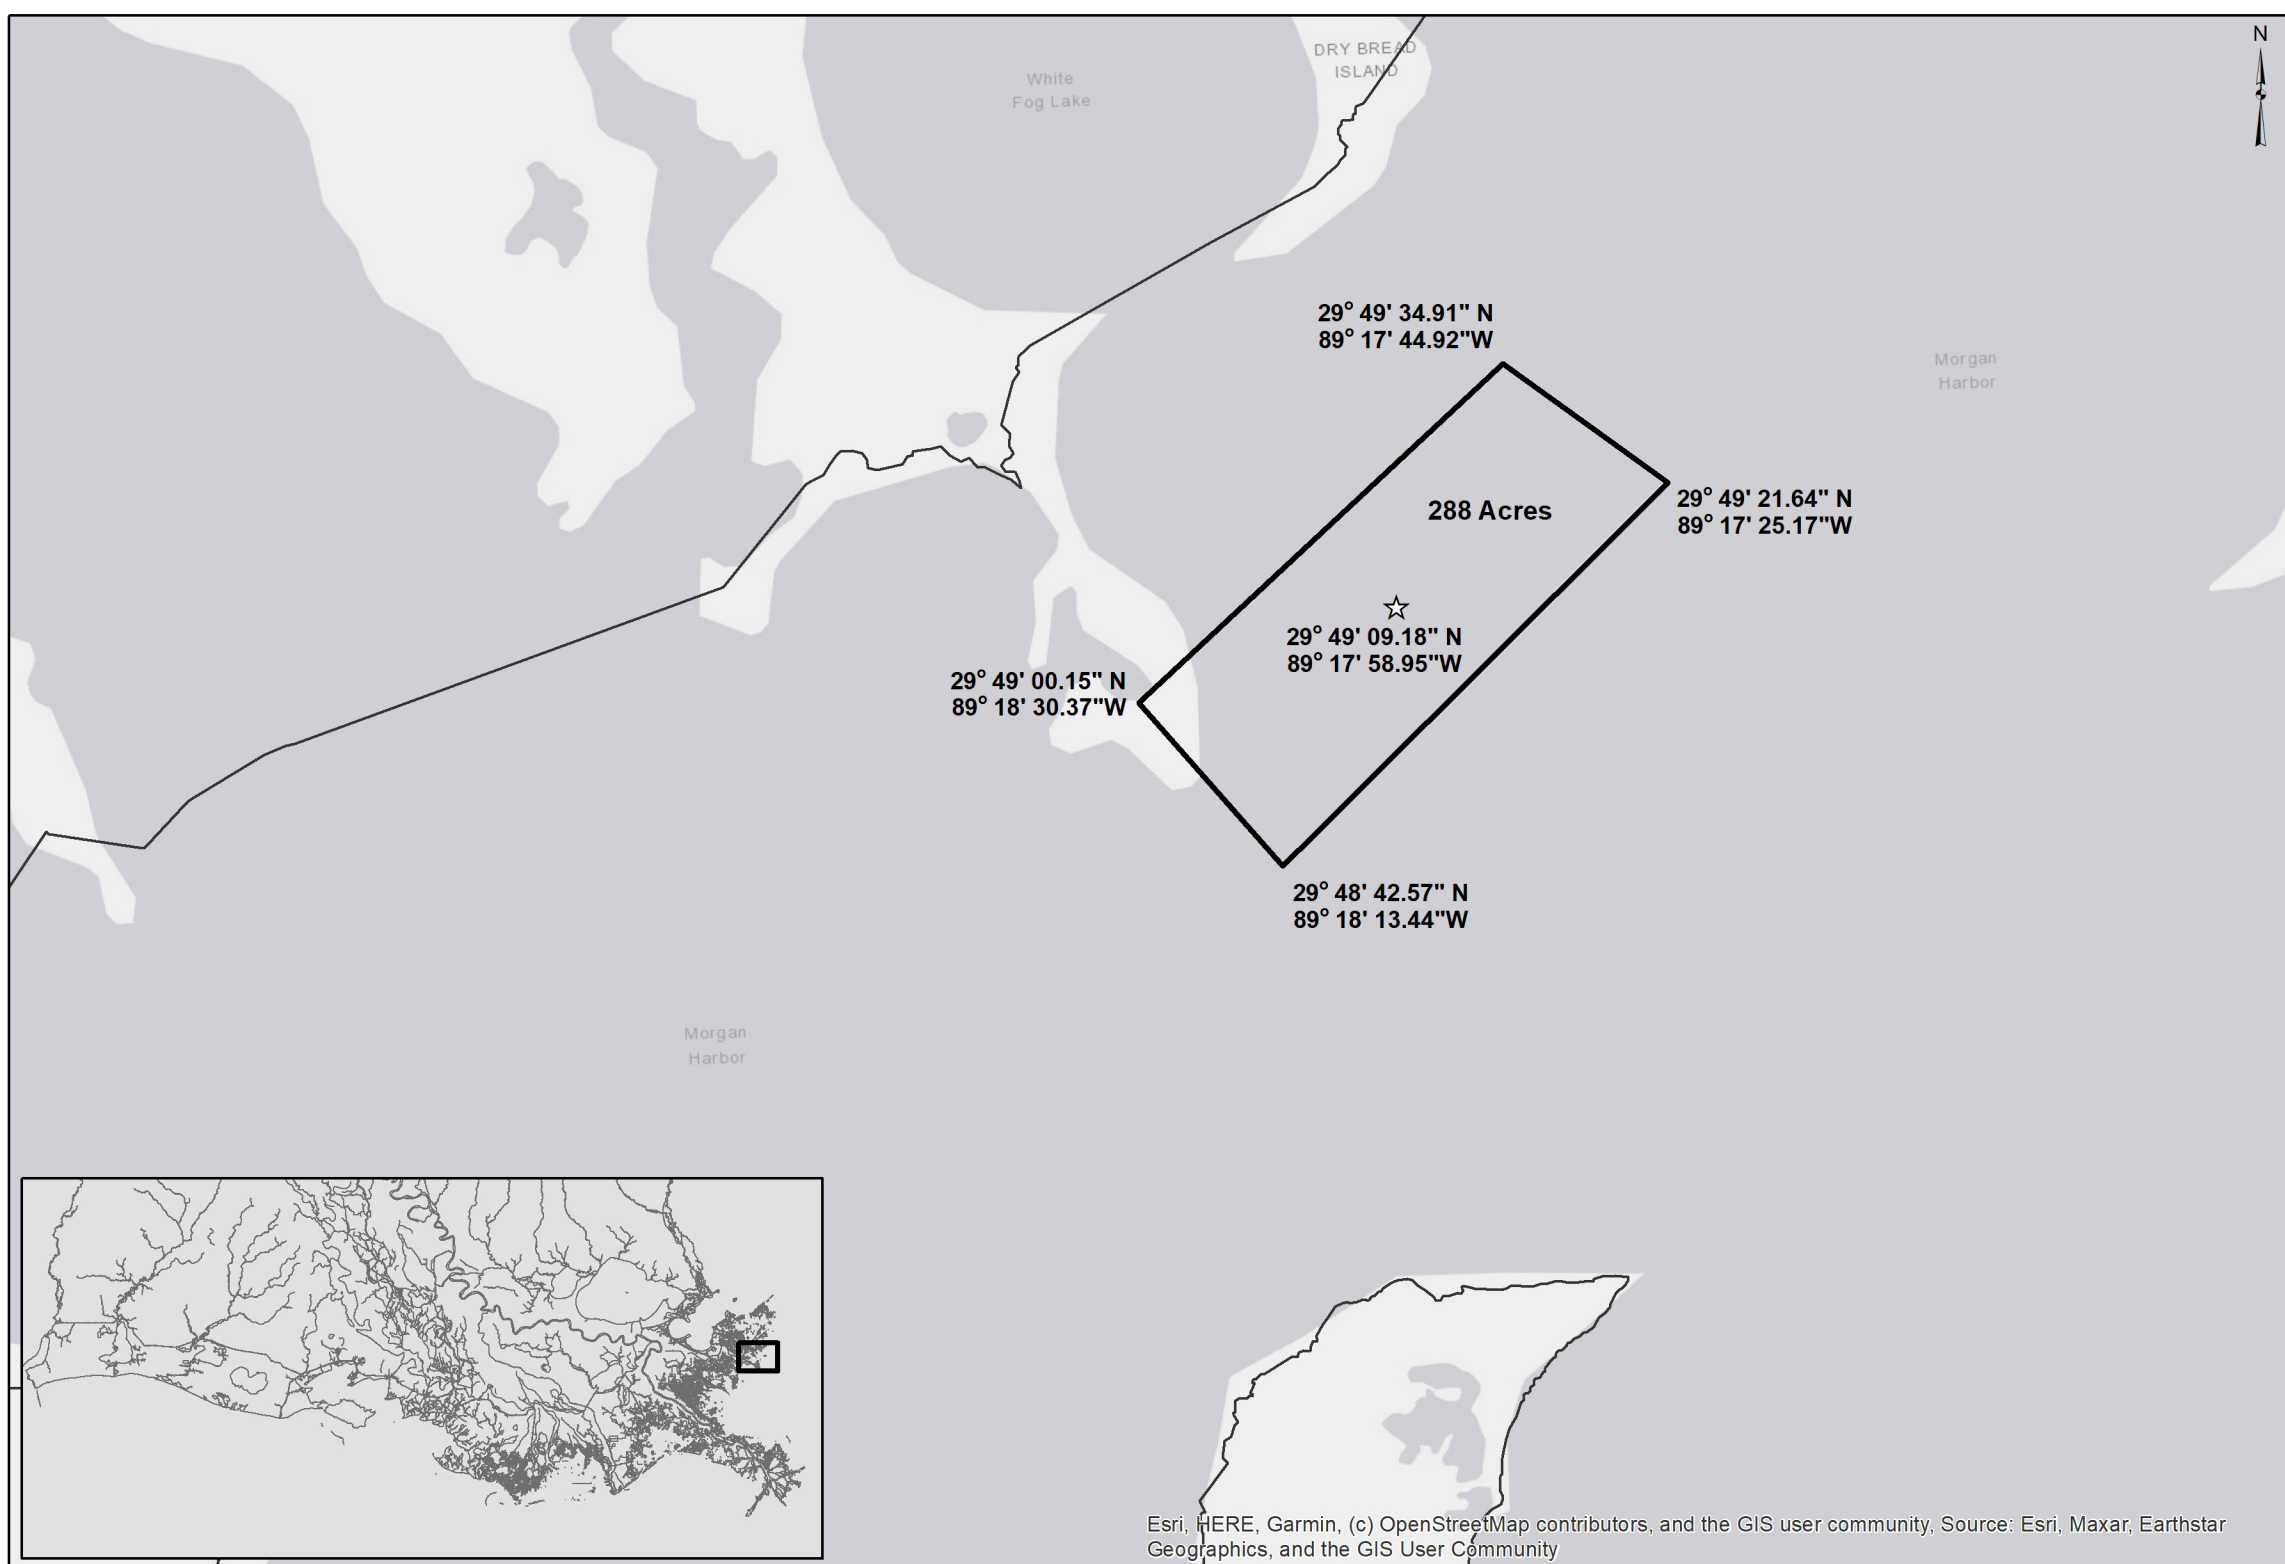 N
DRY BREAD
ISLAND
White
Fog Lake
29° 49' 34.91" N
89° 17' 44.92"W
Morgan
Harbor
288 Acres
29° 49' 21.64" N
89° 17' 25.17"W
29° 49' 09.18" N
89° 17' 58.95"W
29° 49' 00.15" N
89° 18' 30.37"W
29° 48' 42.57" N
89° 18' 13.44"W
Morgan
Harbor
Esri, HERE, Garmin, (c) OpenStreetMap contributors, and the GIS user community, Source: Esri, Maxar, Earthstar
Geographics, and the GIS User Community